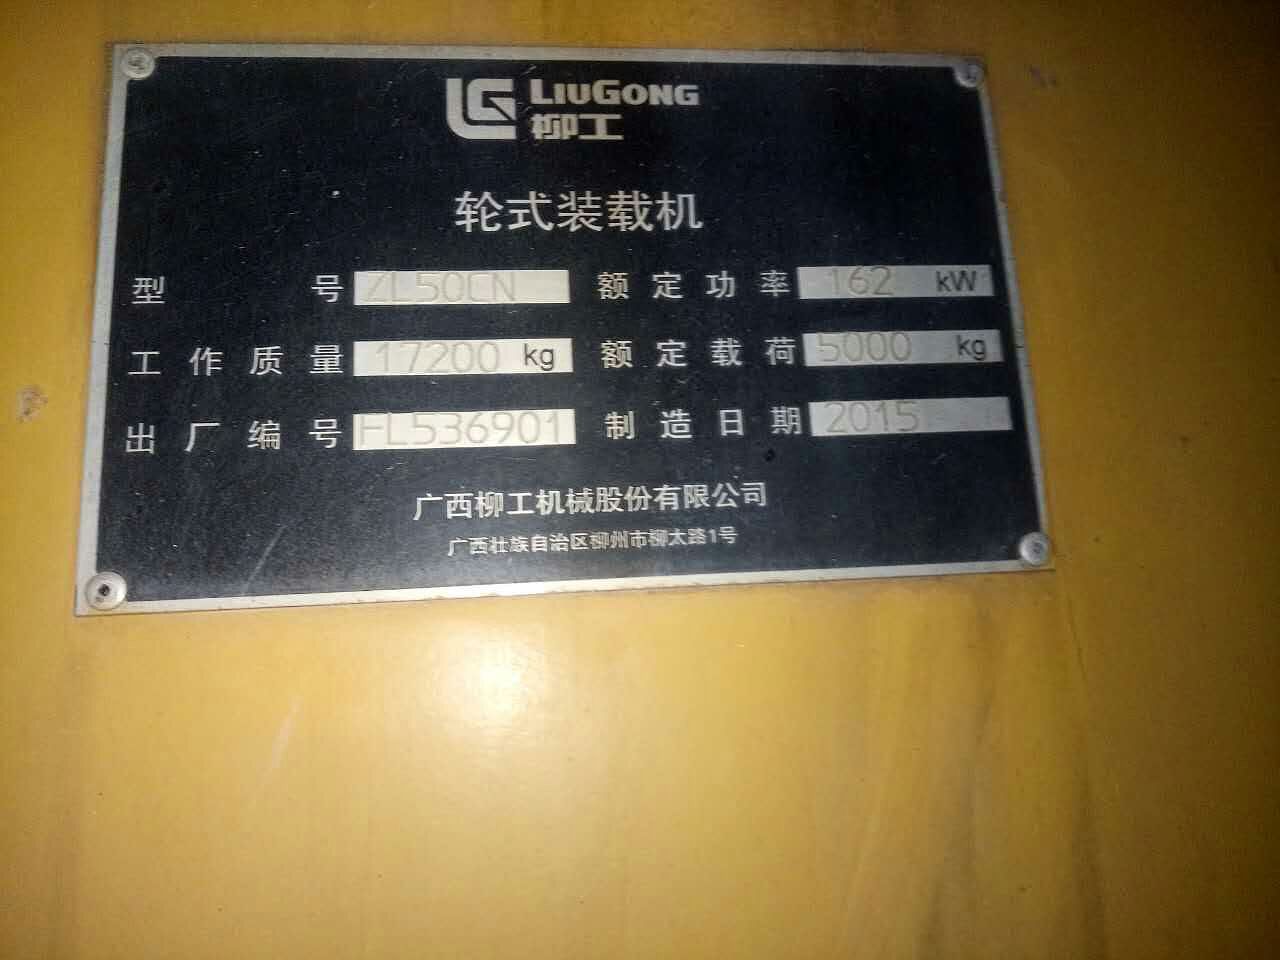 LIUGONG
柳工
轮式装载机
型号 ZL50CN 额定功率 162 kW
工作质量 17200 kg 额定载荷 5000 kg
出厂编号 FL536901 制造日期 2015
广西柳工机械股份有限公司
广西壮族自治区柳州市柳太路1号